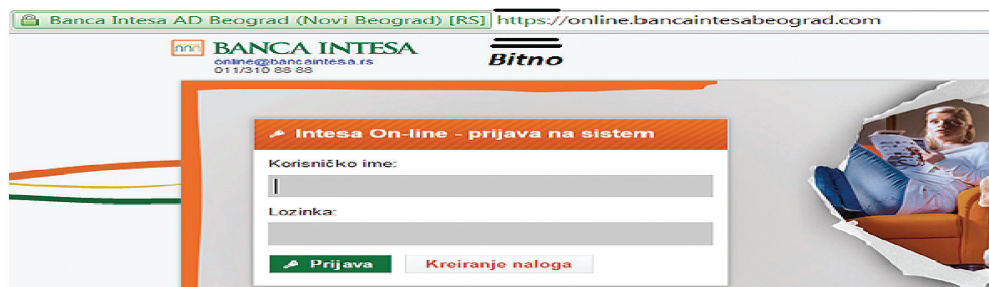 Banca Intesa AD Beograd (Novi Beograd) [RS] https://online.bancaintesabeograd.com
BANCA INTESA
online@bancaintesa.rs
011/310 88 88
Bitno
Intesa On-line - prijava na sistem
Korisničko ime:
Lozinka:
Prijava
Kreiranje naloga